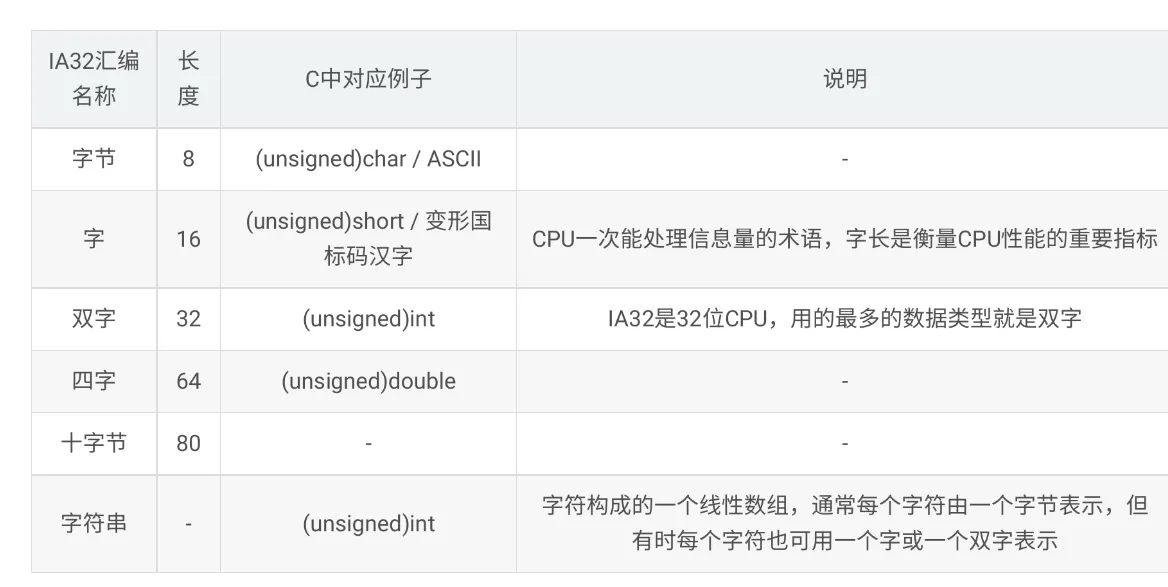 IA32汇编
名称
长
度
C中对应例子
说明
字节
8
(unsigned)char / ASCII
-
字
16
(unsigned)short / 变形国
标码汉字
CPU一次能处理信息量的术语，字长是衡量CPU性能的重要指标
双字
32
(unsigned)int
IA32是32位CPU，用的最多的数据类型就是双字
四字
64
(unsigned)double
-
十字节
80
-
-
字符串
-
(unsigned)int
字符构成的一个线性数组，通常每个字符由一个字节表示，但
有时每个字符也可用一个字或一个双字表示